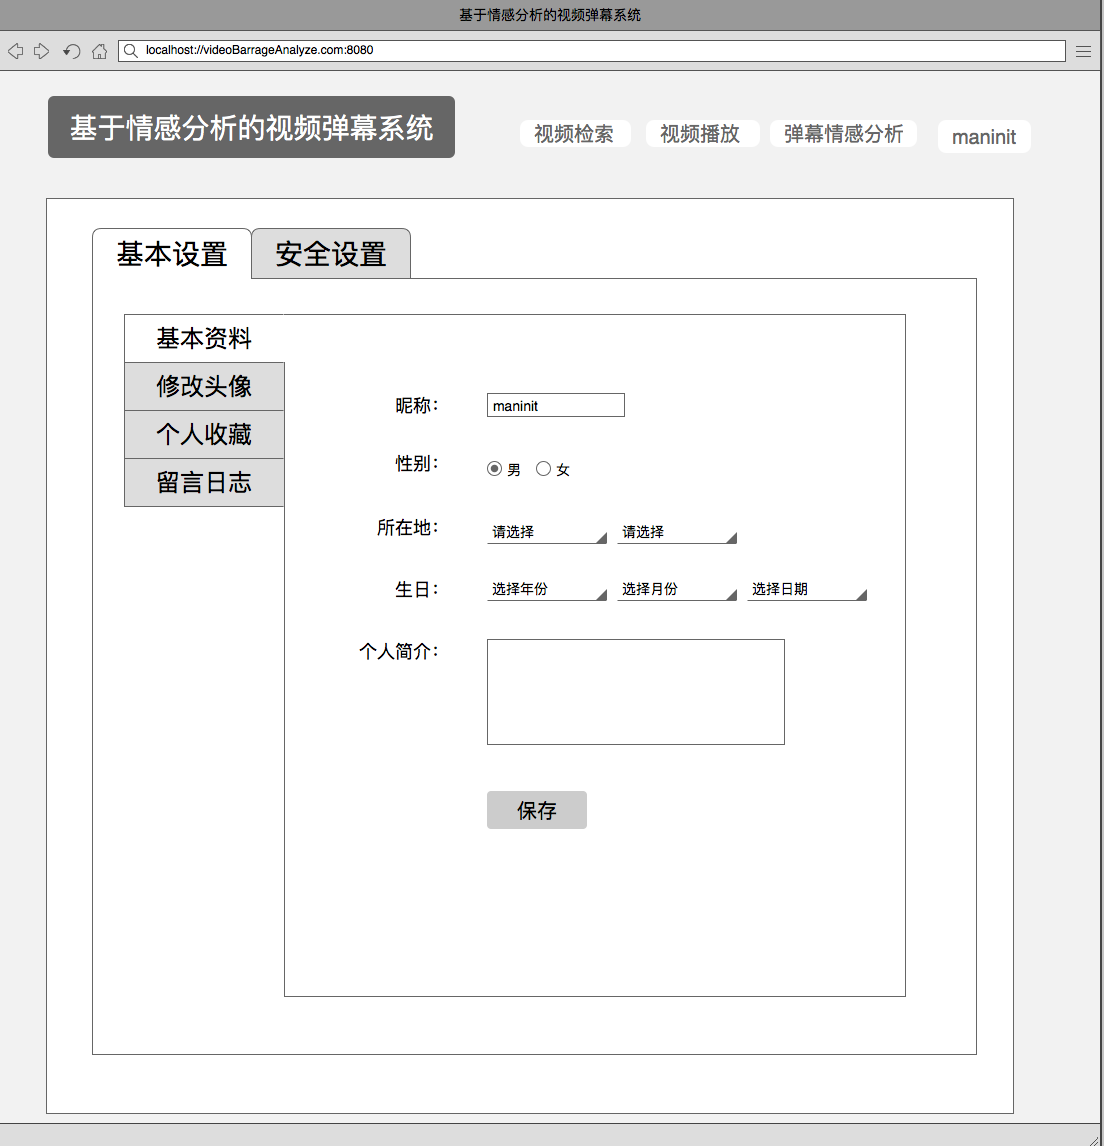 基于情感分析的视频弹幕系统
localhost://videoBarrageAnalyze.com:8080
基于情感分析的视频弹幕系统 视频检索 视频播放 弹幕情感分析 maninit
基本设置 安全设置
基本资料
修改头像
个人收藏
留言日志
昵称： maninit
性别： 男 女
所在地： 请选择 请选择
生日： 选择年份 选择月份 选择日期
个人简介：
保存